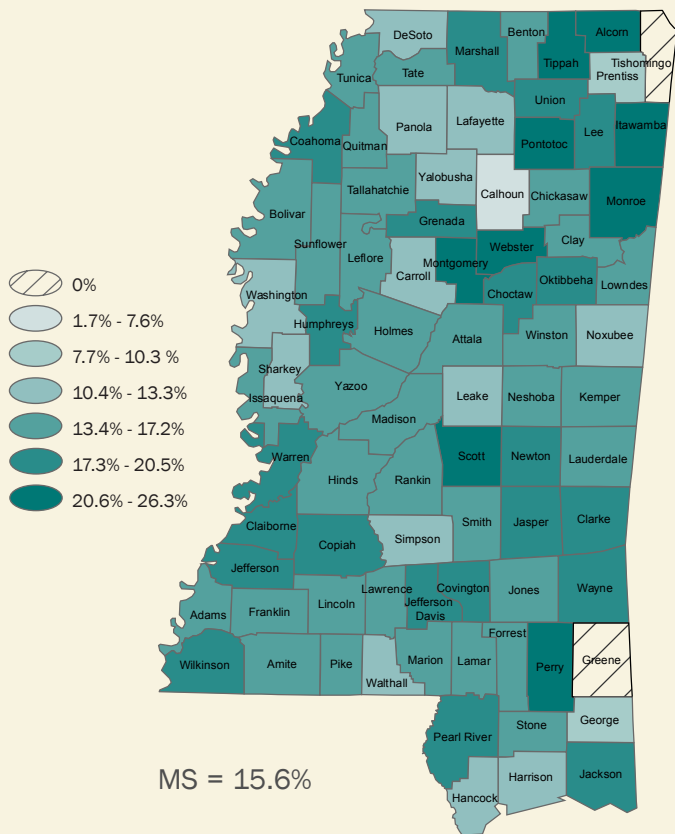 DeSoto
Benton
Alcorn
Marshall
Tippah
Tishomingo
Prentiss
Tunica
Tate
Union
Panola
Lafayette
Lee
Itawamba
Coahoma
Quitman
Pontotoc
Yalobusha
Tallahatchie
Calhoun
Chickasaw
Monroe
Bolivar
Grenada
Sunflower
Leflore
Webster
Clay
Montgomery
Carroll
Oktibbeha
Lowndes
Choctaw
Washington
Humphreys
Holmes
Attala
Winston
Noxubee
Sharkey
Yazoo
Leake
Neshoba
Kemper
Issaquena
Madison
Warren
Scott
Newton
Lauderdale
Hinds
Rankin
Claiborne
Copiah
Simpson
Smith
Jasper
Clarke
Jefferson
Lawrence
Covington
Jones
Wayne
Adams
Franklin
Lincoln
Jefferson
Davis
Forrest
Wilkinson
Amite
Pike
Walthall
Marion
Lamar
Perry
Greene
Pearl River
Stone
George
Hancock
Harrison
Jackson
0%
1.7% - 7.6%
7.7% - 10.3 %
10.4% - 13.3%
13.4% - 17.2%
17.3% - 20.5%
20.6% - 26.3%
MS = 15.6%